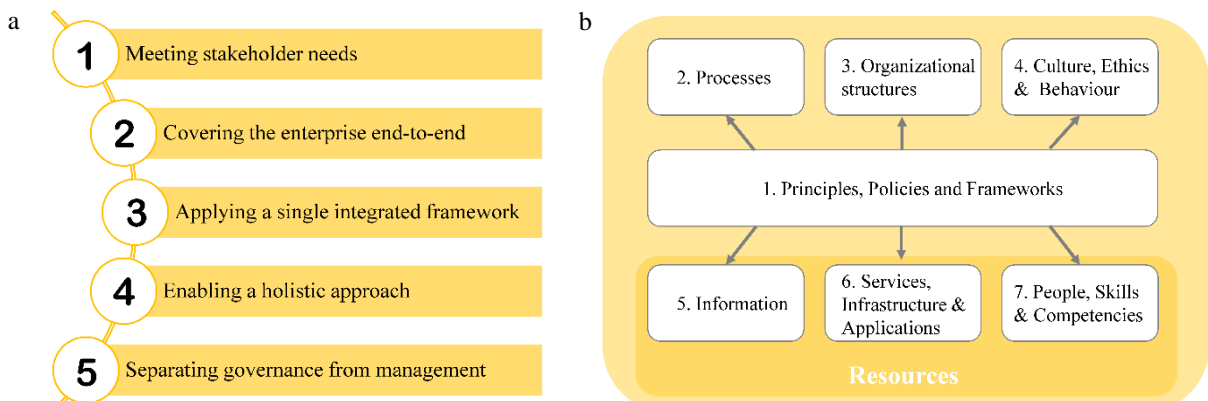 a
1
Meeting stakeholder needs
2
Covering the enterprise end-to-end
3
Applying a single integrated framework
4
Enabling a holistic approach
5
Separating governance from management
b
2. Processes
3. Organizational
structures
4. Culture, Ethics
& Behaviour
1. Principles, Policies and Frameworks
5. Information
6. Services,
Infrastructure &
Applications
7. People, Skills
& Competencies
Resources